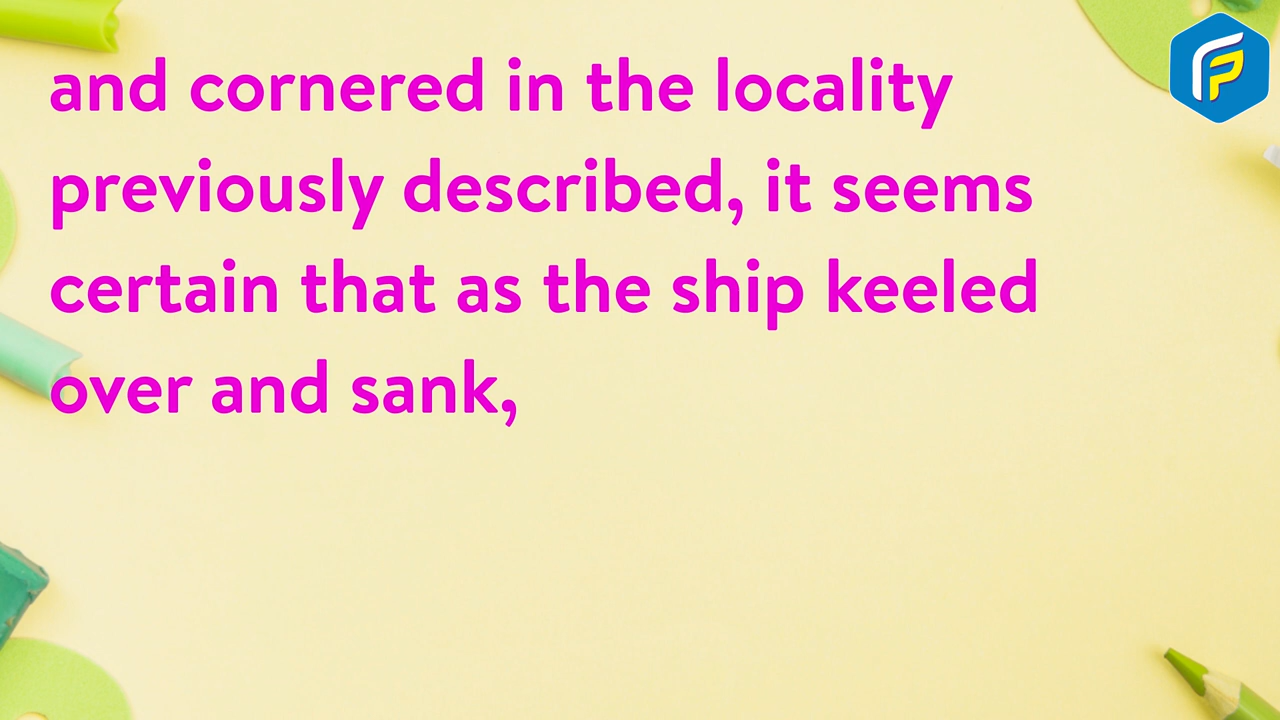 and cornered in the locality
previously described, it seems
certain that as the ship keeled
over and sank,